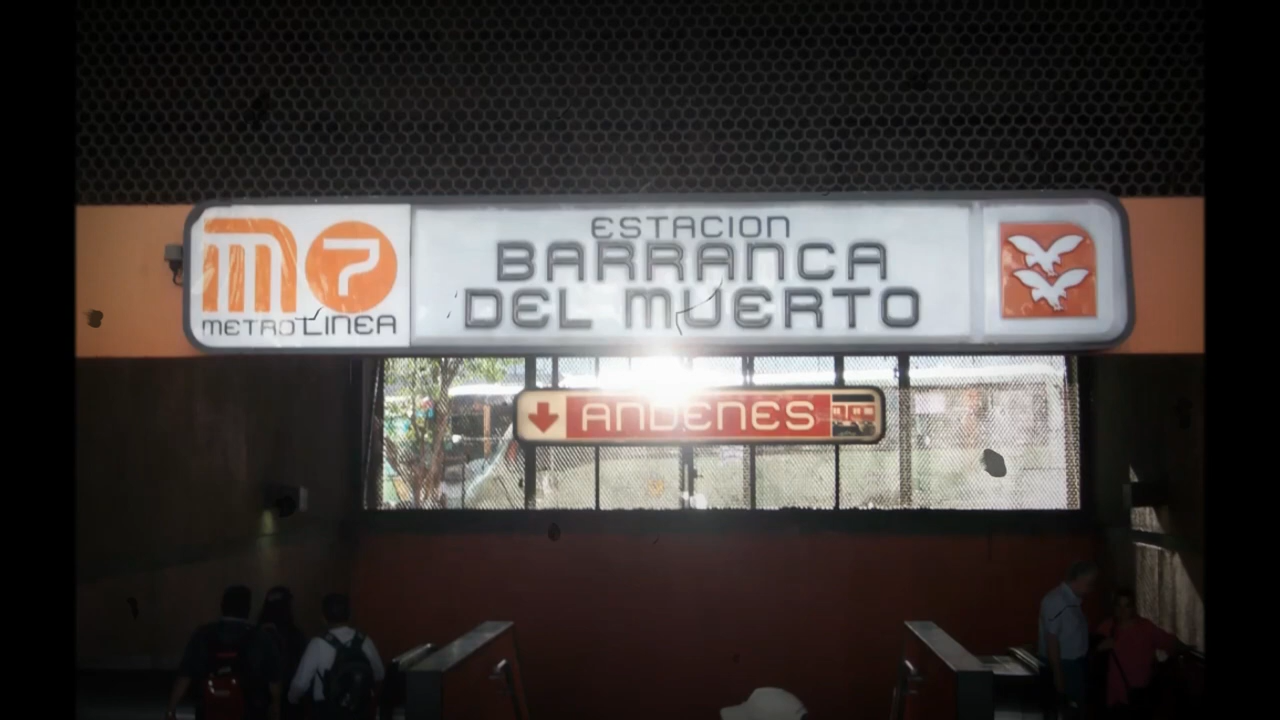 M 7
METRO LINEA
ESTACION
BARRANCA
DEL MUERTO
ANDENES